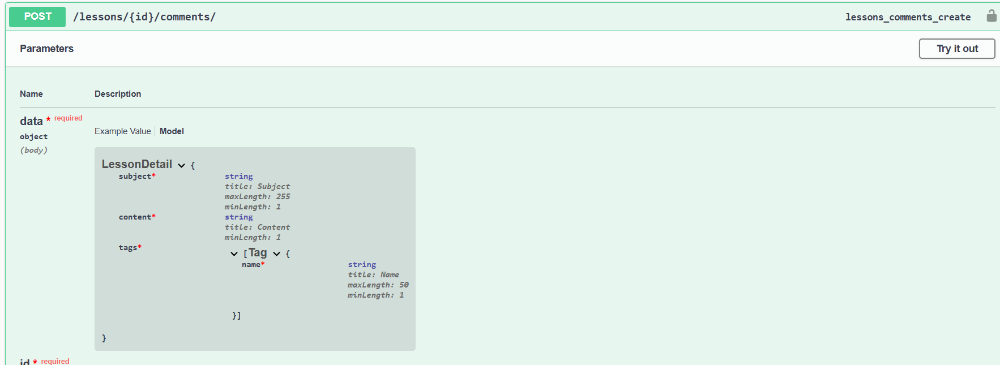 POST /lessons/{id}/comments/ lessons_comments_create
Parameters Try it out
Name Description
data * required
object
(body)
Example Value Model
LessonDetail {
subject* string
title: Subject
maxLength: 255
minLength: 1
content* string
title: Content
minLength: 1
tags* [Tag {
name* string
title: Name
maxLength: 50
minLength: 1
}]
}
id * required